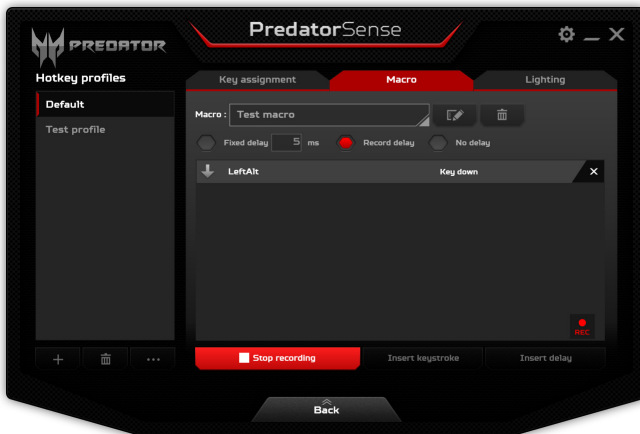 PredatorSense
PREDATOR
Hotkey profiles
Key assignment
Macro
Lighting
Default
Test profile
Macro :
Test macro
Fixed delay
5
ms
Record delay
No delay
LeftAlt
Key down
REC
Stop recording
Insert keystroke
Insert delay
Back